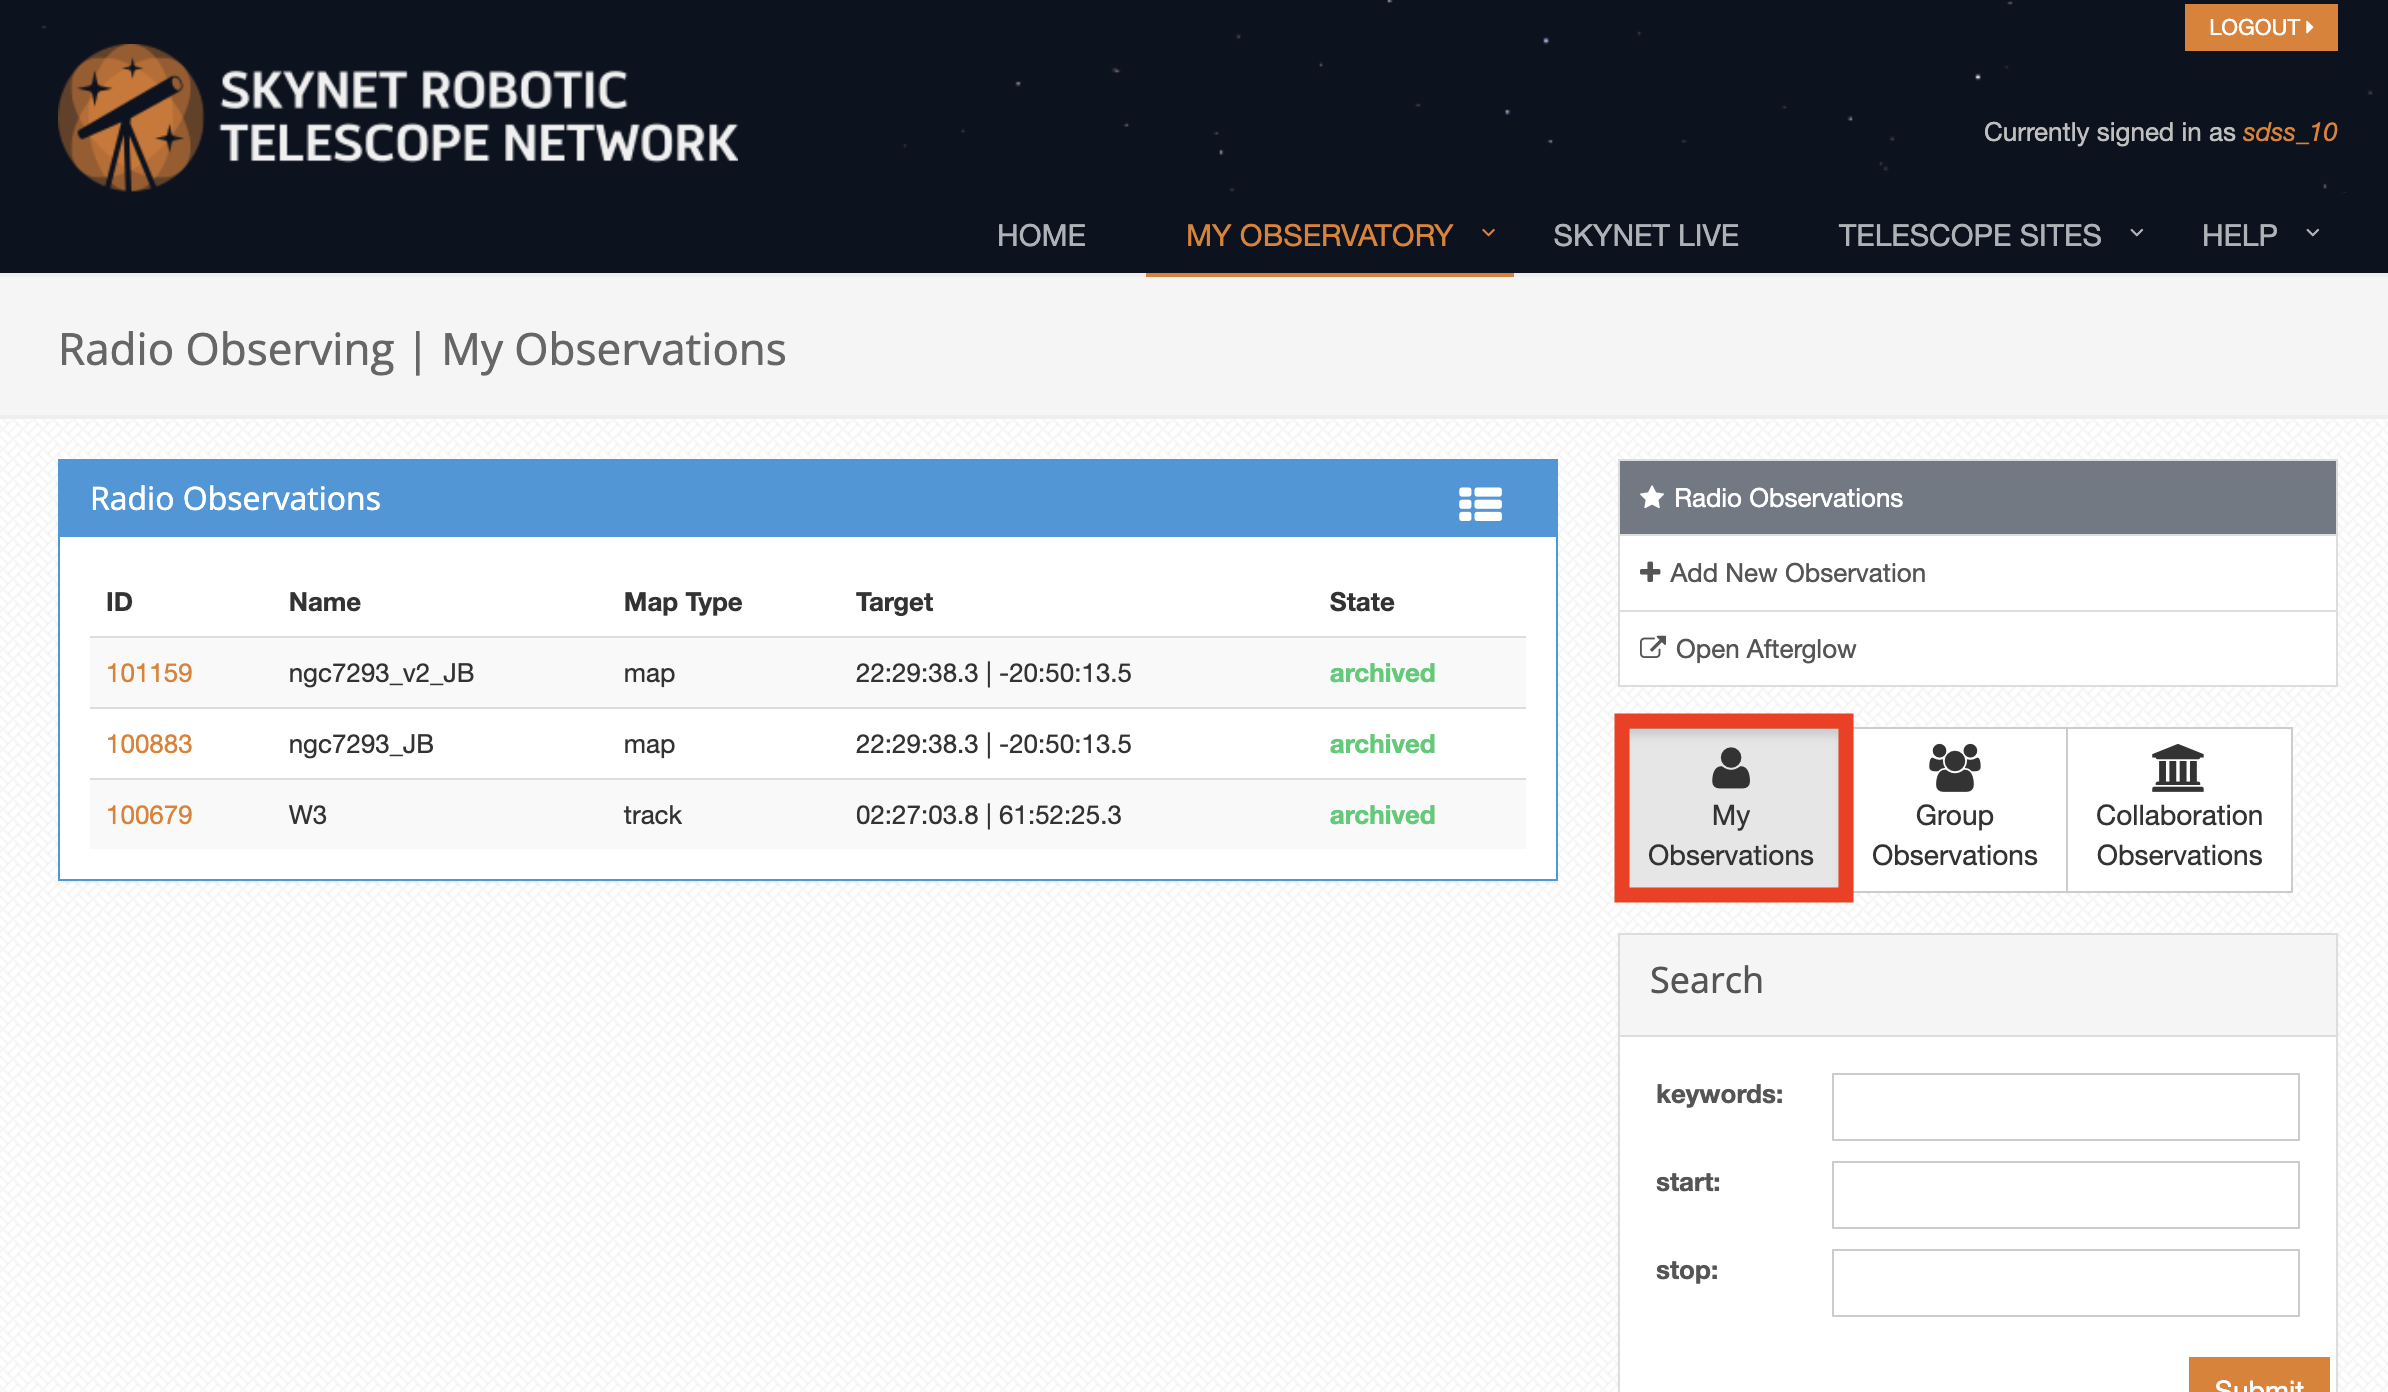 LOGOUT
SKYNET ROBOTIC
TELESCOPE NETWORK
Currently signed in as sdss_10
HOME MY OBSERVATORY SKYNET LIVE TELESCOPE SITES HELP
Radio Observing | My Observations
Radio Observations
ID Name Map Type Target State
101159 ngc7293_v2_JB map 22:29:38.3 | -20:50:13.5 archived
100883 ngc7293_JB map 22:29:38.3 | -20:50:13.5 archived
100679 W3 track 02:27:03.8 | 61:52:25.3 archived
Radio Observations
Add New Observation
Open Afterglow
My
Observations
Group
Observations
Collaboration
Observations
Search
keywords:
start:
stop:
Submit